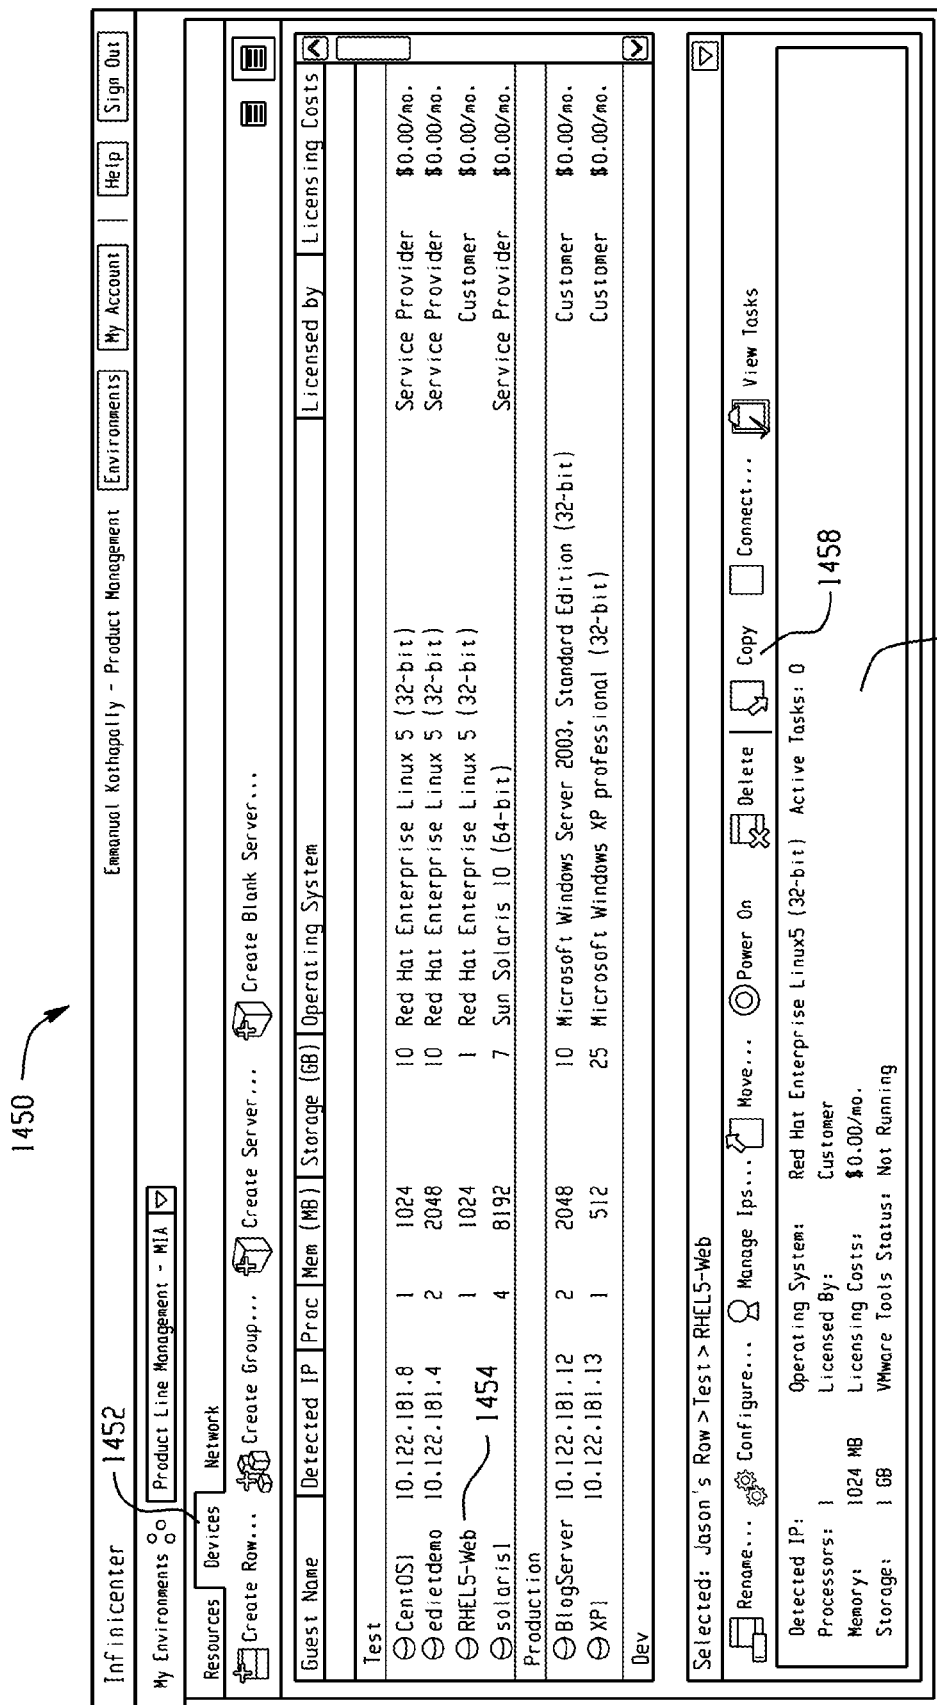 1450
Infinicenter 1452 Emmanual Kathapally - Product Management Environments My Account | Help Sign Out
My Environments Product Line Management - MIA
Resources Devices Network
Create Row... Create Group... Create Server... Create Blank Server...
Guest Name Detected IP Proc Mem (MB) Storage (GB) Operating System Licensed by Licensing Costs
Test
CentOS1 10.122.181.8 1 1024 10 Red Hat Enterprise Linux 5 (32-bit) Service Provider $0.00/mo.
edietdemo 10.122.181.4 2 2048 10 Red Hat Enterprise Linux 5 (32-bit) Service Provider $0.00/mo.
RHEL5-Web 1454 1 1024 1 Red Hat Enterprise Linux 5 (32-bit) Customer $0.00/mo.
solaris1 4 8192 7 Sun Solaris 10 (64-bit) Service Provider $0.00/mo.
Production
BlogServer 10.122.181.12 2 2048 10 Microsoft Windows Server 2003. Standard Edition (32-bit) Customer $0.00/mo.
XP1 10.122.181.13 1 512 25 Microsoft Windows XP professional (32-bit) Customer $0.00/mo.
Dev
Selected: Jason's Row > Test > RHEL5-Web
Rename... Configure... Manage Ips... Move... Power On Delete Copy Connect... View Tasks
1458
Detected IP: Operating System: Red Hat Enterprise Linux5 (32-bit) Active Tasks: 0
Processors: 1 Licensed By: Customer
Memory: 1024 MB Licensing Costs: $0.00/mo.
Storage: 1 GB VMware Tools Status: Not Running